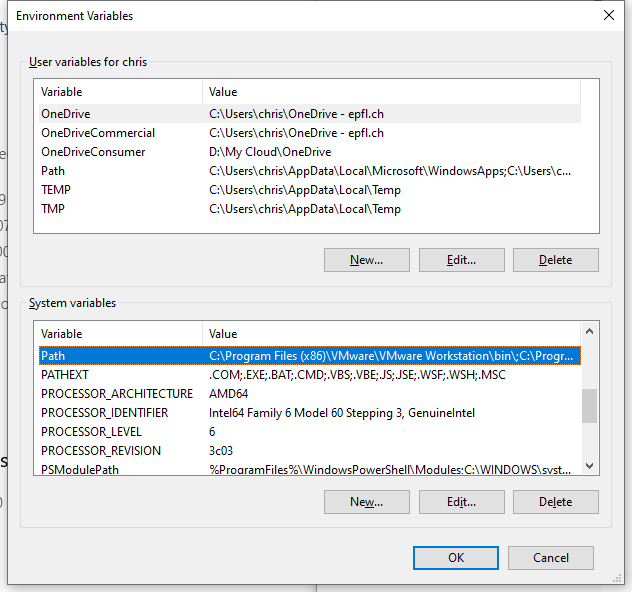 Environment Variables
User variables for chris
Variable Value
OneDrive C:\Users\chris\OneDrive - epfl.ch
OneDriveCommercial C:\Users\chris\OneDrive - epfl.ch
OneDriveConsumer D:\My Cloud\OneDrive
Path C:\Users\chris\AppData\Local\Microsoft\WindowsApps;C:\Users\c...
TEMP C:\Users\chris\AppData\Local\Temp
TMP C:\Users\chris\AppData\Local\Temp
New... Edit... Delete
System variables
Variable Value
Path C:\Program Files (x86)\VMware\VMware Workstation\bin\;C:\Progr...
PATHEXT .COM;.EXE;.BAT;.CMD;.VBS;.VBE;.JS;.JSE;.WSF;.WSH;.MSC
PROCESSOR_ARCHITECTURE AMD64
PROCESSOR_IDENTIFIER Intel64 Family 6 Model 60 Stepping 3, GenuineIntel
PROCESSOR_LEVEL 6
PROCESSOR_REVISION 3c03
PSModulePath %ProgramFiles%\WindowsPowerShell\Modules;C:\WINDOWS\syst...
New... Edit... Delete
OK Cancel